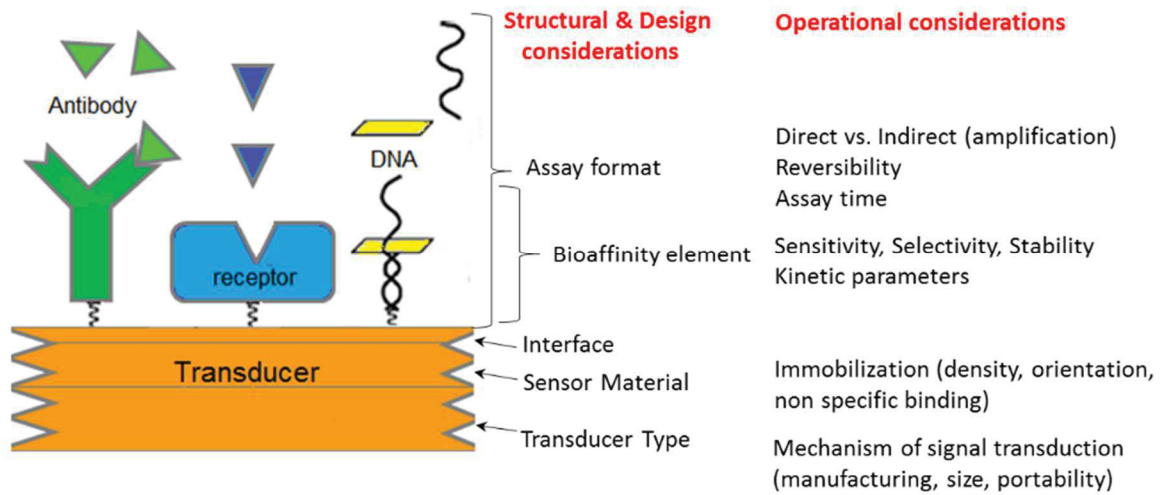 Structural & Design
considerations
Operational considerations
Antibody
DNA
receptor
Transducer
Assay format
Bioaffinity element
Interface
Sensor Material
Transducer Type
Direct vs. Indirect (amplification)
Reversibility
Assay time
Sensitivity, Selectivity, Stability
Kinetic parameters
Immobilization (density, orientation,
non specific binding)
Mechanism of signal transduction
(manufacturing, size, portability)